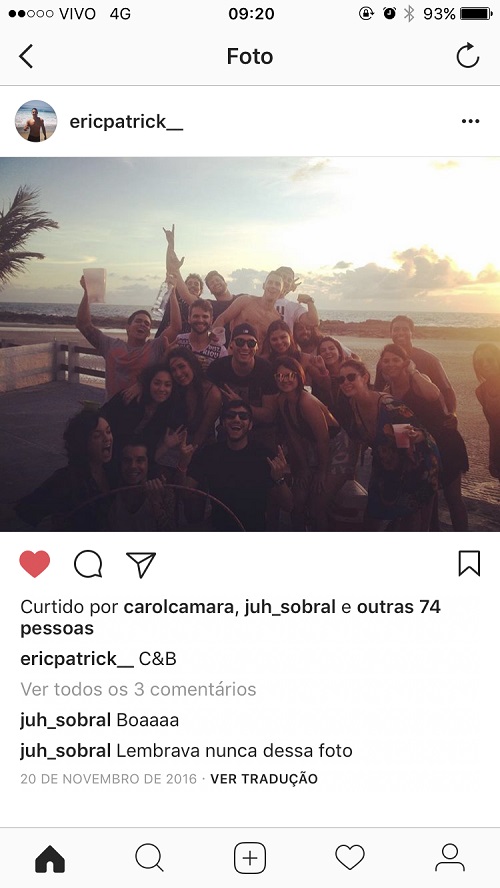 VIVO 4G 09:20 93%
Foto
ericpatrick__
Curtido por carolcamara, juh_sobral e outras 74
pessoas
ericpatrick__ C&B
Ver todos os 3 comentários
juh_sobral Boaaaa
juh_sobral Lembrava nunca dessa foto
20 DE NOVEMBRO DE 2016 · VER TRADUÇÃO